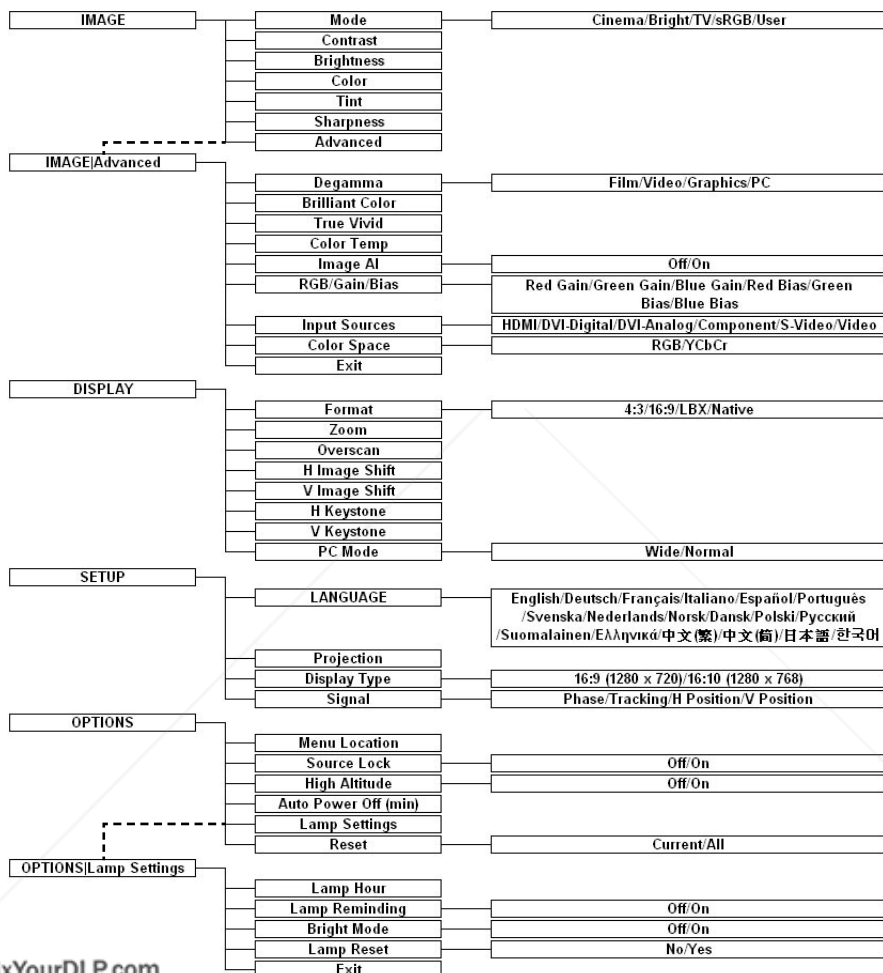 IMAGE Mode Cinema/Bright/TV/sRGB/User
Contrast
Brightness
Color
Tint
Sharpness
Advanced
IMAGE|Advanced
Degamma Film/Video/Graphics/PC
Brilliant Color
True Vivid
Color Temp
Image AI Off/On
RGB/Gain/Bias Red Gain/Green Gain/Blue Gain/Red Bias/Green
Bias/Blue Bias
Input Sources HDMI/DVI-Digital/DVI-Analog/Component/S-Video/Video
Color Space RGB/YCbCr
Exit
DISPLAY
Format 4:3/16:9/LBX/Native
Zoom
Overscan
H Image Shift
V Image Shift
H Keystone
V Keystone
PC Mode Wide/Normal
SETUP
LANGUAGE English/Deutsch/Français/Italiano/Español/Português
/Svenska/Nederlands/Norsk/Dansk/Polski/Русский
/Suomalainen/Ελληνικά/中文(繁)/中文(简)/日本語/한국어
Projection
Display Type 16:9 (1280 x 720)/16:10 (1280 x 768)
Signal Phase/Tracking/H Position/V Position
OPTIONS
Menu Location
Source Lock Off/On
High Altitude Off/On
Auto Power Off (min)
Lamp Settings
Reset Current/All
OPTIONS|Lamp Settings
Lamp Hour
Lamp Reminding Off/On
Bright Mode Off/On
Lamp Reset No/Yes
xYourDLP.com
Exit